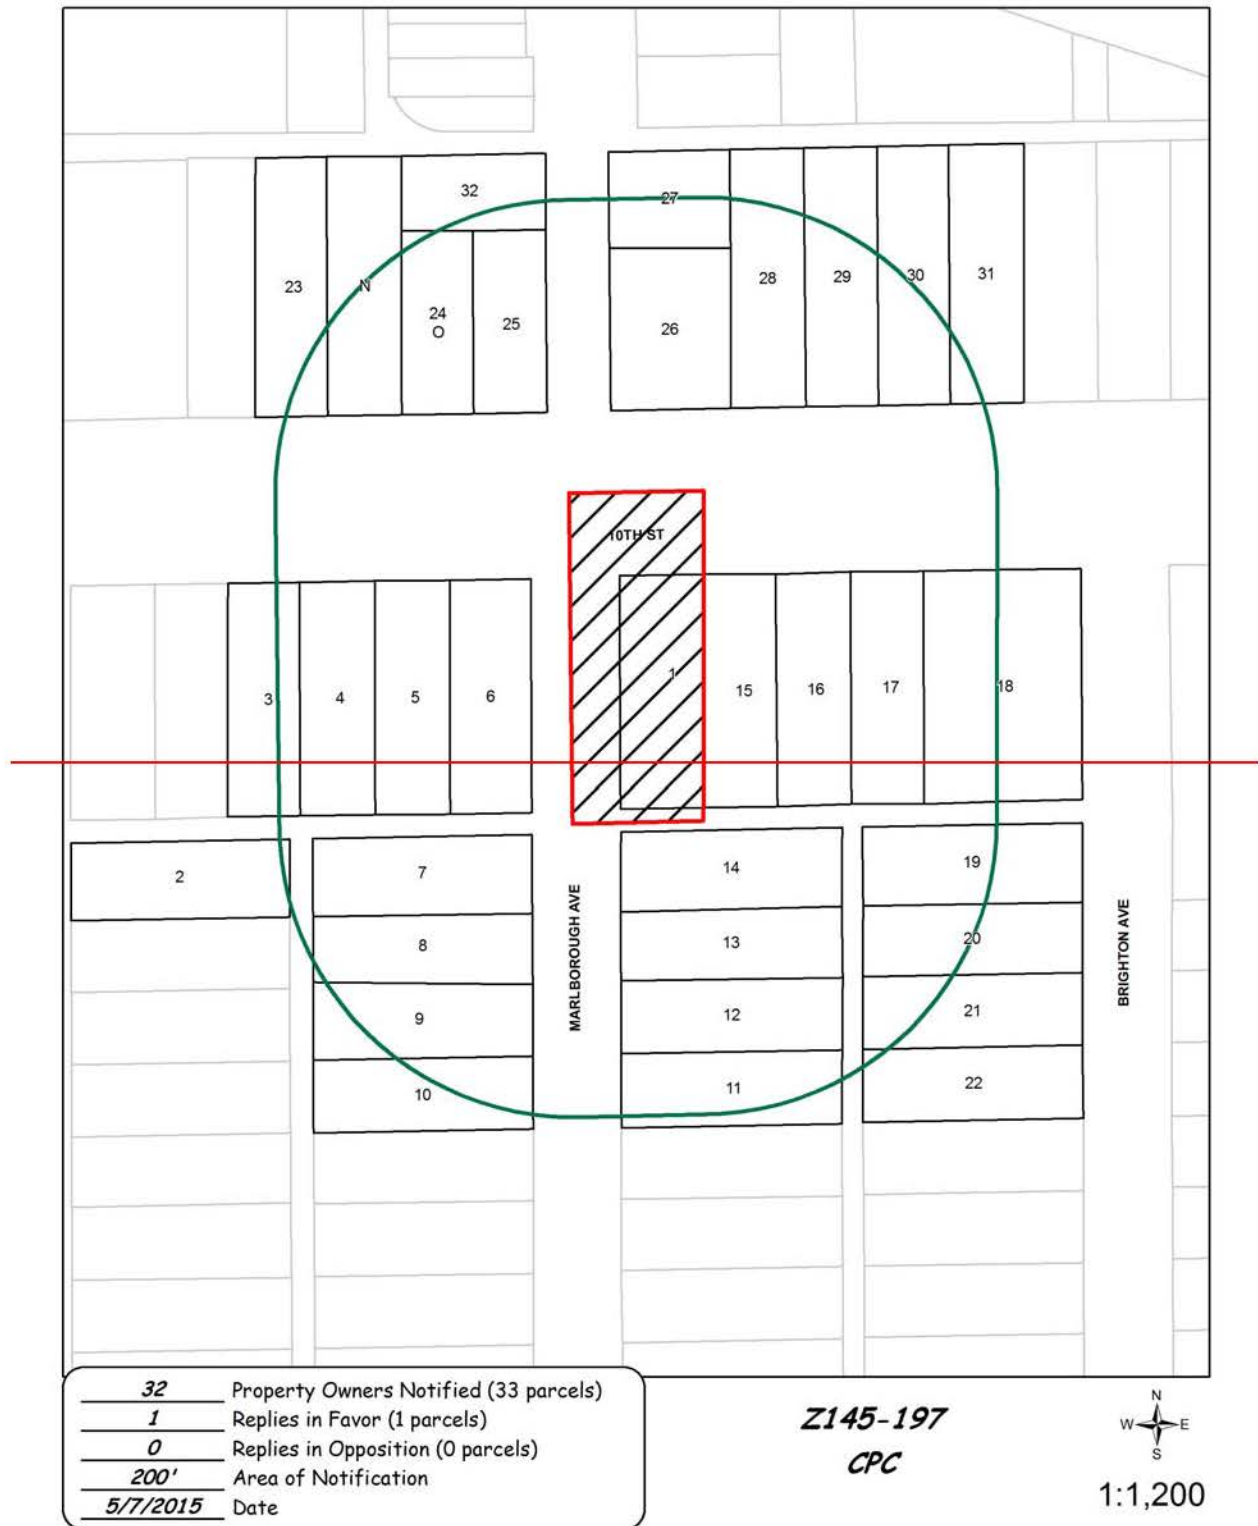 32
27
23
N
24
O
25
26
28
29
30
31
10TH ST
3
4
5
6
1
15
16
17
18
2
7
8
9
10
MARLBOROUGH AVE
14
13
12
11
19
20
21
22
BRIGHTON AVE
32 Property Owners Notified (33 parcels)
1 Replies in Favor (1 parcels)
0 Replies in Opposition (0 parcels)
200' Area of Notification
5/7/2015 Date
Z145-197
CPC
N
W E
S
1:1,200